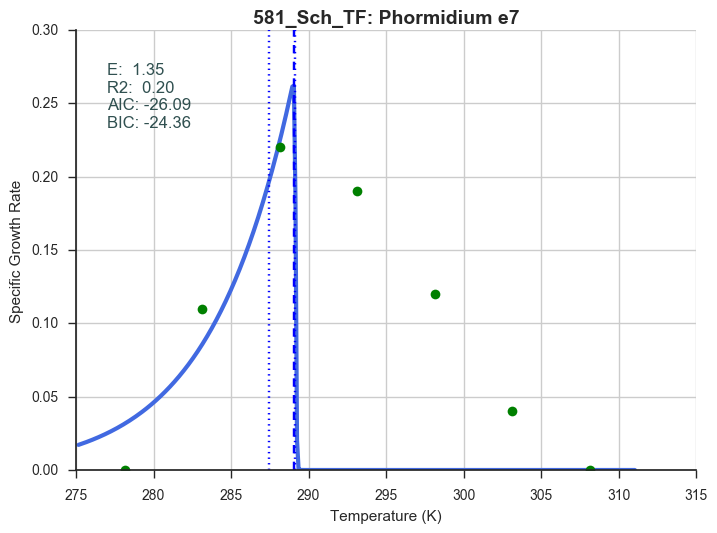 581_Sch_TF: Phormidium e7
E:  1.35
R2:  0.20
AIC: -26.09
BIC: -24.36
Specific Growth Rate
0.30
0.25
0.20
0.15
0.10
0.05
0.00
275 280 285 290 295 300 305 310 315
Temperature (K)